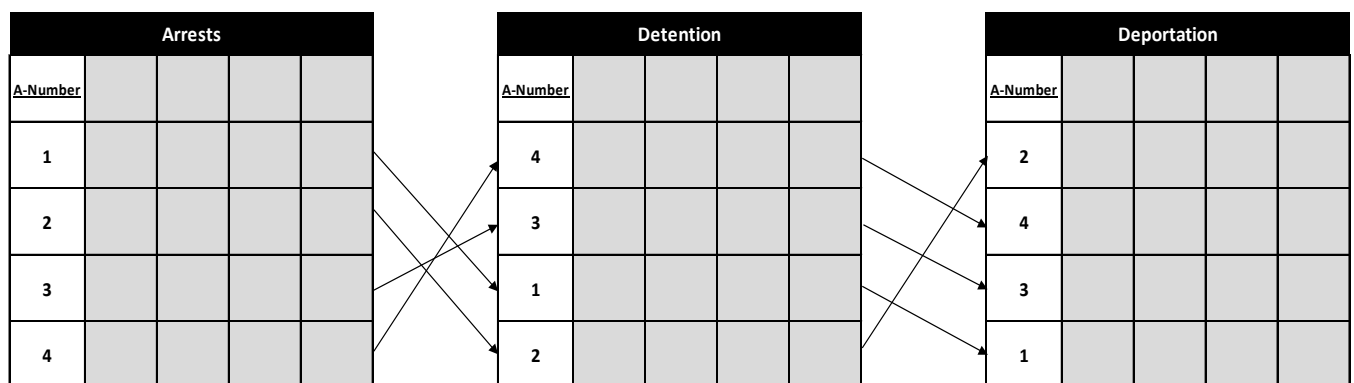 Arrests Detention Deportation
A-Number A-Number A-Number
1 4 2
2 3 4
3 1 3
4 2 1